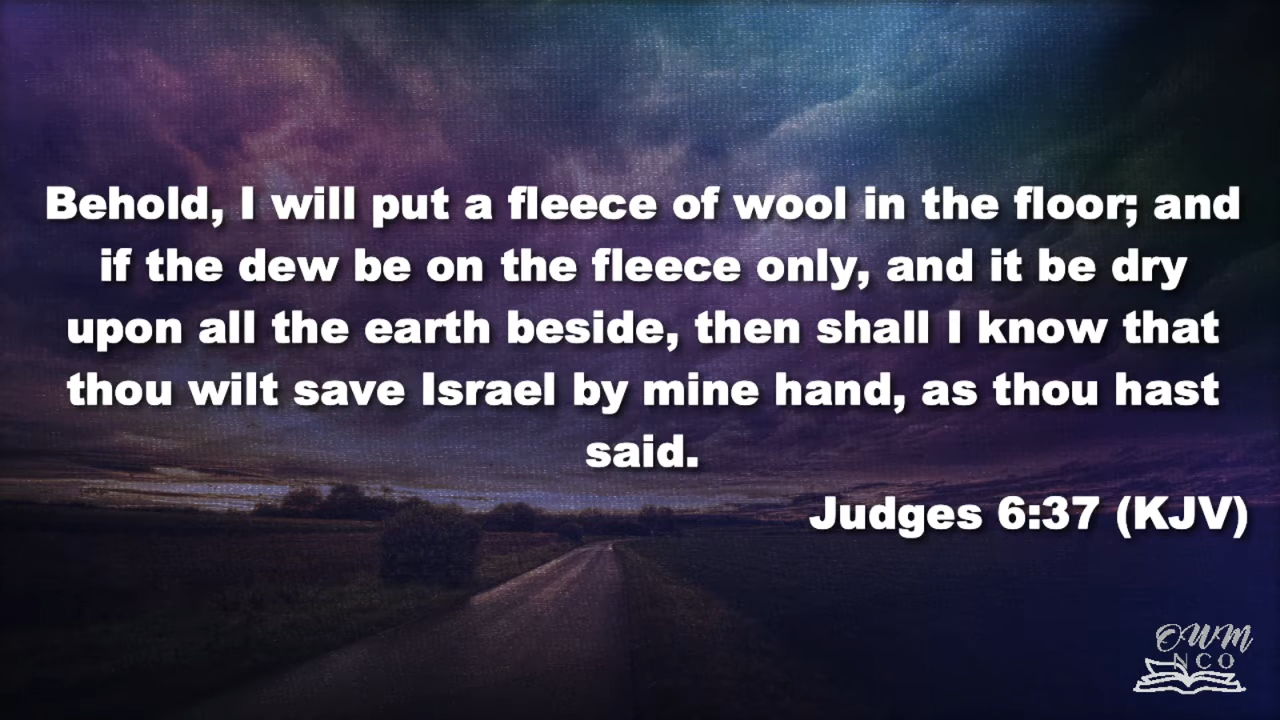 Behold, I will put a fleece of wool in the floor; and
if the dew be on the fleece only, and it be dry
upon all the earth beside, then shall I know that
thou wilt save Israel by mine hand, as thou hast
said.
Judges 6:37 (KJV)
OWM
NCO